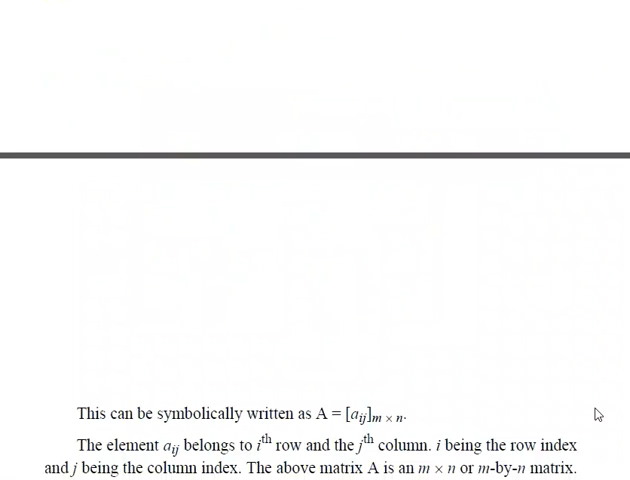 This can be symbolically written as A = [aij]m × n.
The element aij belongs to ith row and the jth column. i being the row index
and j being the column index. The above matrix A is an m × n or m-by-n matrix.